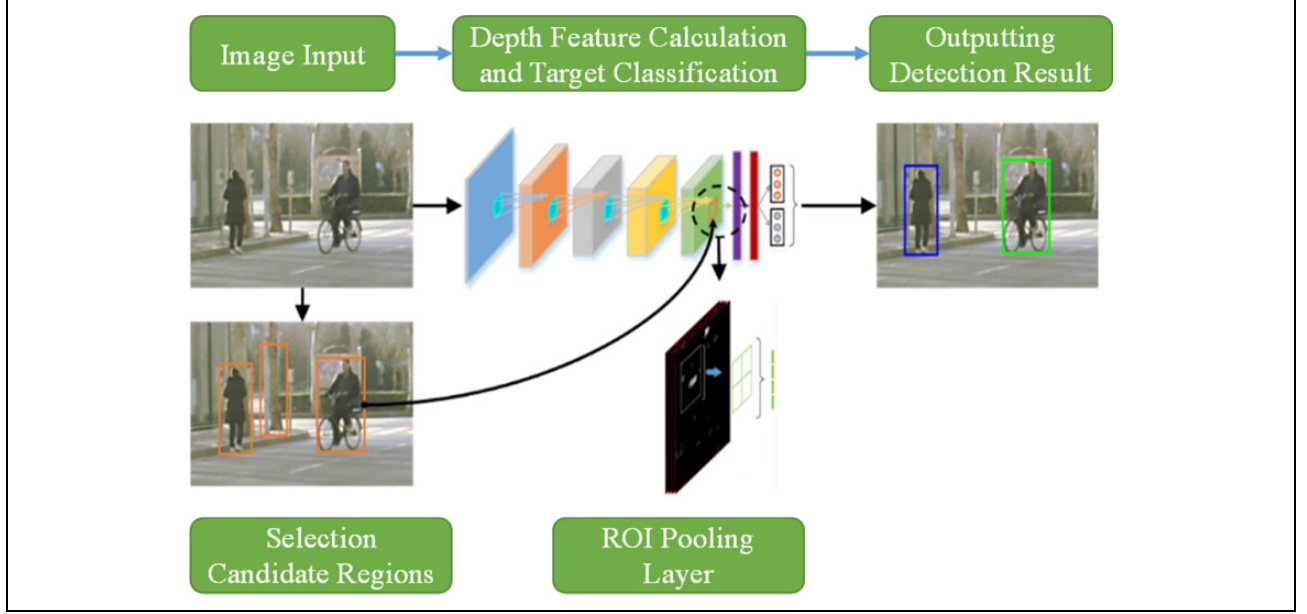 Image Input
Depth Feature Calculation
and Target Classification
Outputting
Detection Result
Selection
Candidate Regions
ROI Pooling
Layer